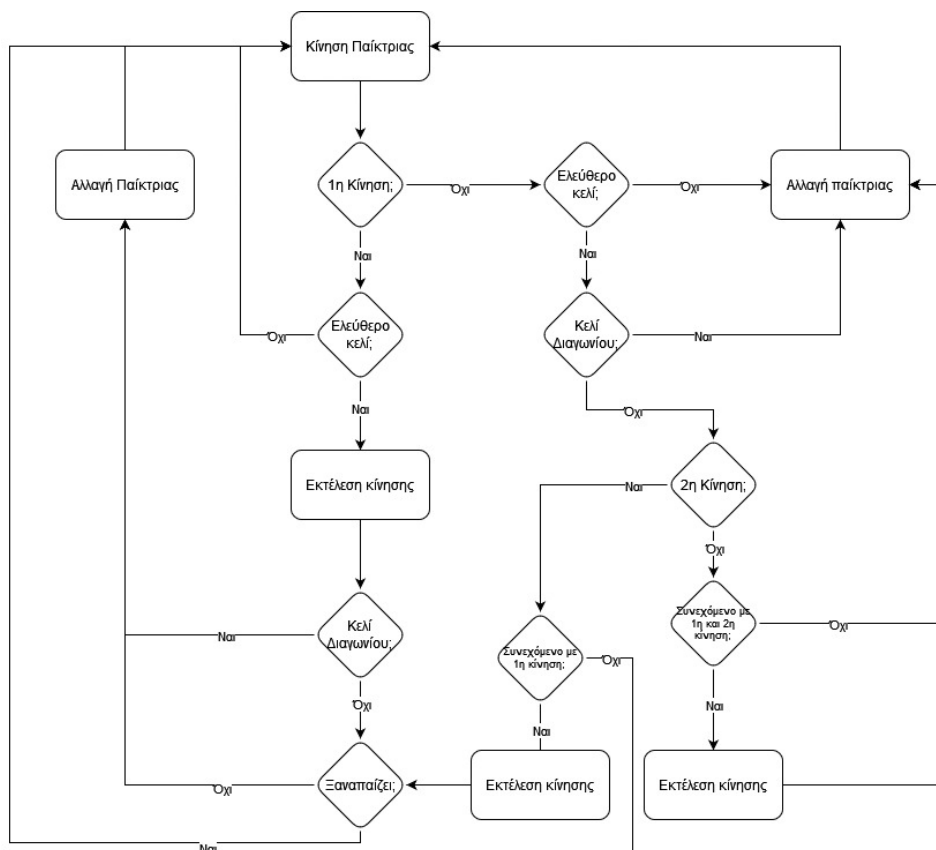 Κίνηση Παίκτριας
Αλλαγή Παίκτριας
1η Κίνηση;
Όχι
Ελεύθερο
κελί;
Όχι
Αλλαγή παίκτριας
Ναι
Ναι
Ελεύθερο
κελί;
Όχι
Κελί
Διαγωνίου;
Ναι
Ναι
Όχι
Εκτέλεση κίνησης
2η Κίνηση;
Ναι
Όχι
Κελί
Διαγωνίου;
Ναι
Όχι
Συνεχόμενο με
1η κίνηση;
Όχι
Συνεχόμενο με
1η και 2η
κίνηση;
Όχι
Ναι
Ναι
Ξαναπαίζει;
Όχι
Ναι
Εκτέλεση κίνησης
Εκτέλεση κίνησης